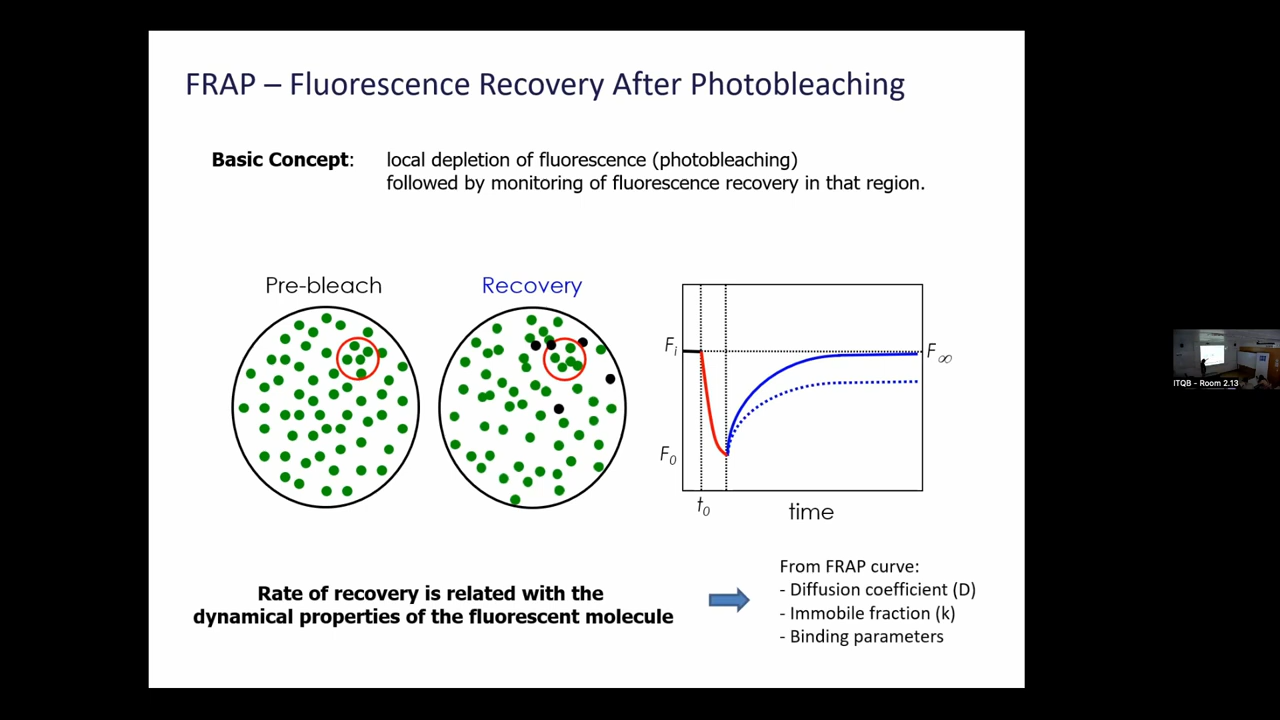 FRAP – Fluorescence Recovery After Photobleaching
Basic Concept: local depletion of fluorescence (photobleaching)
followed by monitoring of fluorescence recovery in that region.
Pre-bleach
Recovery
Fi
F∞
F0
t0
time
Rate of recovery is related with the
dynamical properties of the fluorescent molecule
From FRAP curve:
- Diffusion coefficient (D)
- Immobile fraction (k)
- Binding parameters
ITQB - Room 2.13